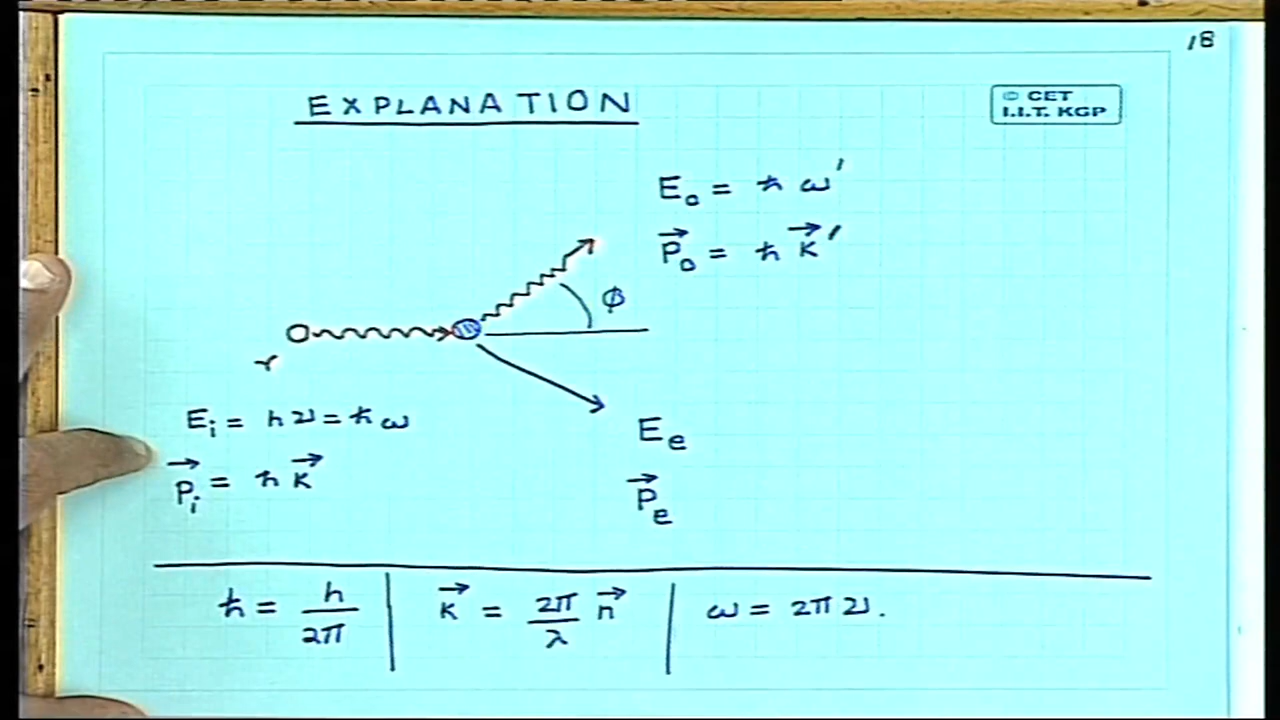 18
EXPLANATION
© CET
I.I.T. KGP
E₀ = ħ ω′
P⃗₀ = ħ K⃗′
ϕ
γ
Eᵢ = hν = ħω
P⃗ᵢ = ħ K⃗
Eₑ
P⃗ₑ
ħ = h/2π | K⃗ = 2π/λ n⃗ | ω = 2πν.